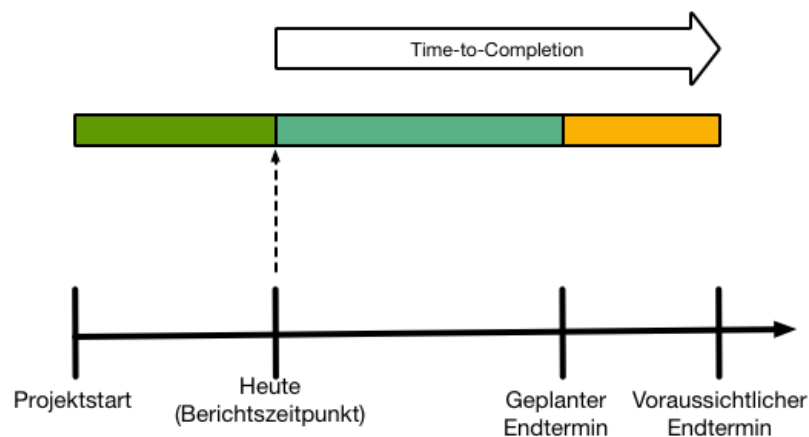 Time-to-Completion
Projektstart
Heute
(Berichtszeitpunkt)
Geplanter
Endtermin
Voraussichtlicher
Endtermin